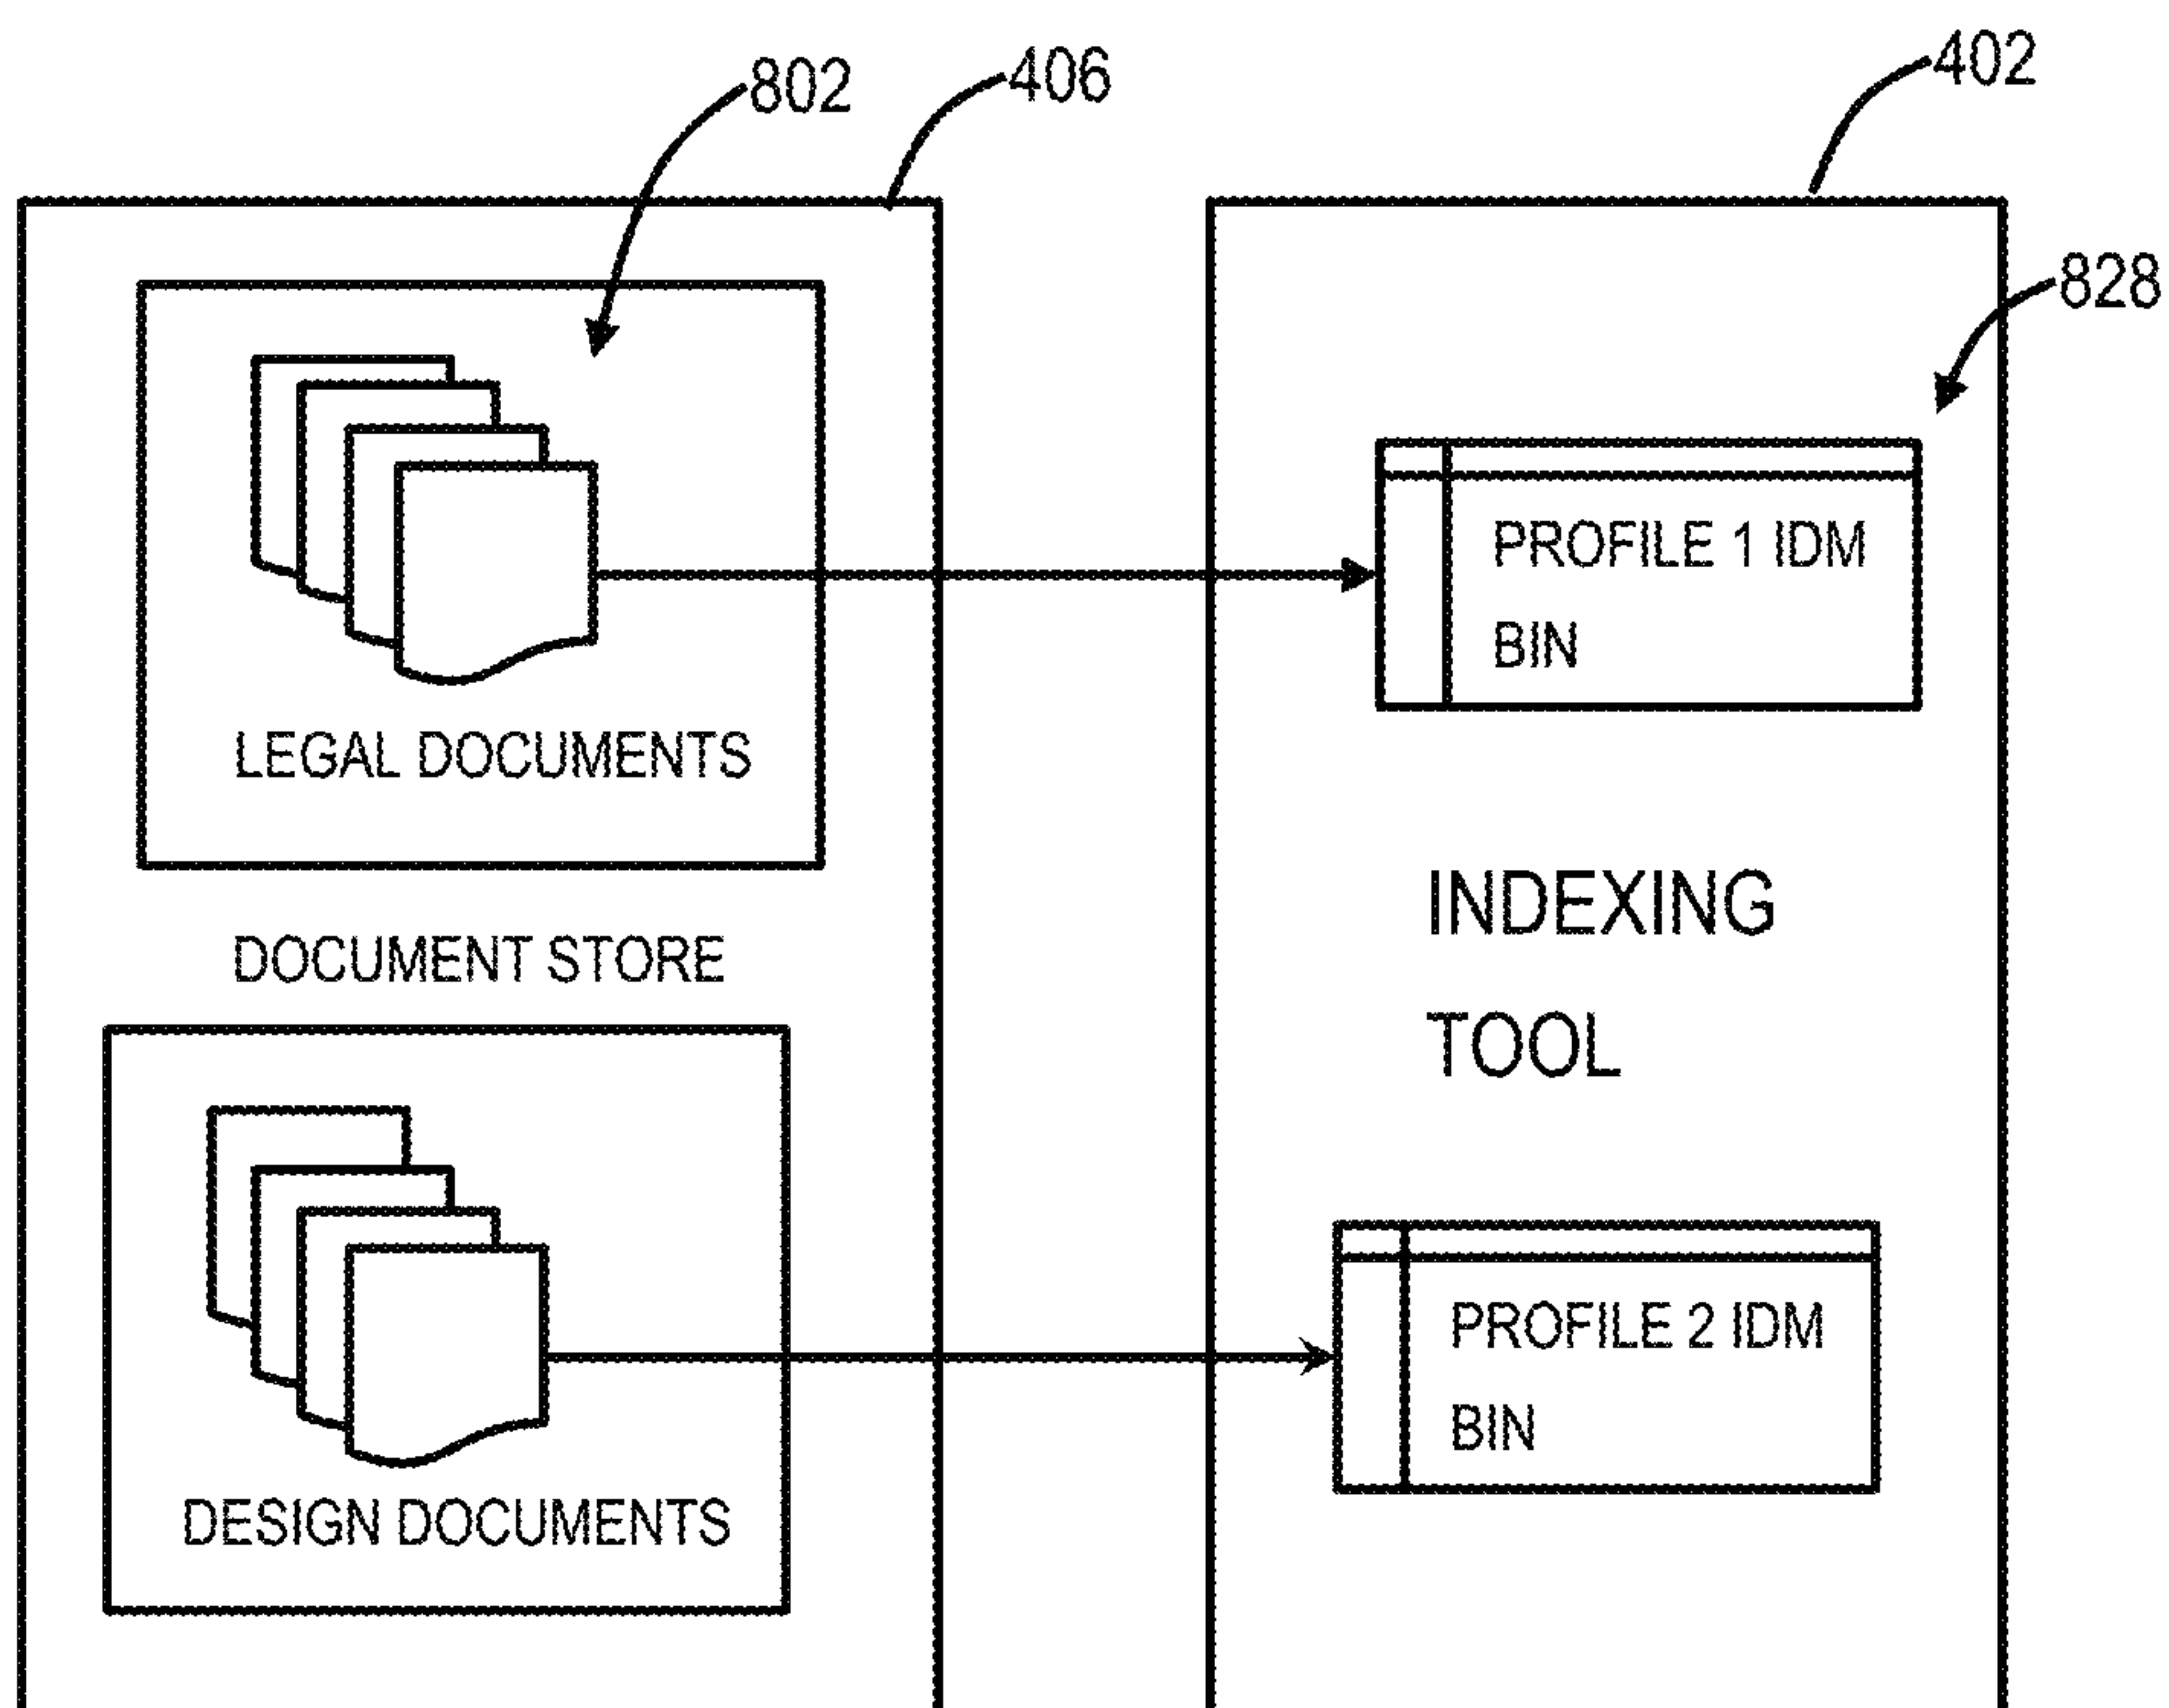 802
406
402
828
PROFILE 1 IDM
BIN
LEGAL DOCUMENTS
DOCUMENT STORE
INDEXING
TOOL
PROFILE 2 IDM
BIN
DESIGN DOCUMENTS